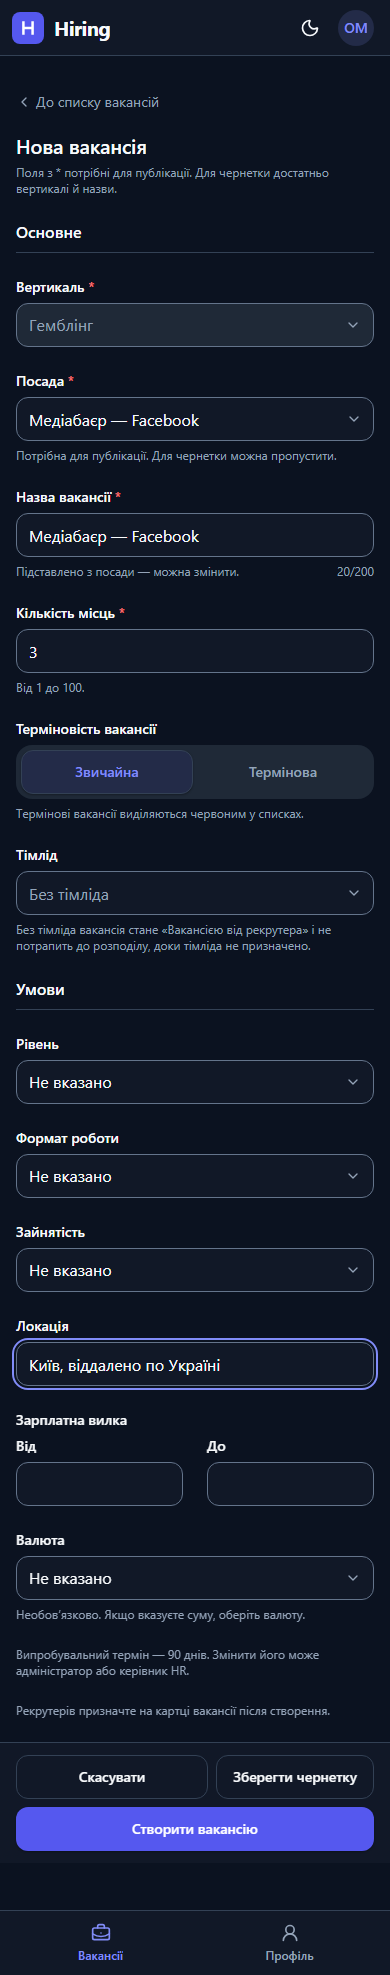 H Hiring OM
До списку вакансій
Нова вакансія
Поля з * потрібні для публікації. Для чернетки достатньо
вертикалі й назви.
Основне
Вертикаль *
Гемблінг
Посада *
Медіабаєр — Facebook
Потрібна для публікації. Для чернетки можна пропустити.
Назва вакансії *
Медіабаєр — Facebook
Підставлено з посади — можна змінити. 20/200
Кількість місць *
3
Від 1 до 100.
Терміновість вакансії
Звичайна Термінова
Термінові вакансії виділяються червоним у списках.
Тімлід
Без тімліда
Без тімліда вакансія стане «Вакансією від рекрутера» і не
потрапить до розподілу, доки тімліда не призначено.
Умови
Рівень
Не вказано
Формат роботи
Не вказано
Зайнятість
Не вказано
Локація
Київ, віддалено по Україні
Зарплатна вилка
Від До
Валюта
Не вказано
Необов'язково. Якщо вказуєте суму, оберіть валюту.
Випробувальний термін — 90 днів. Змінити його може
адміністратор або керівник HR.
Рекрутерів призначте на картці вакансії після створення.
Скасувати Зберегти чернетку
Створити вакансію
Вакансії Профіль